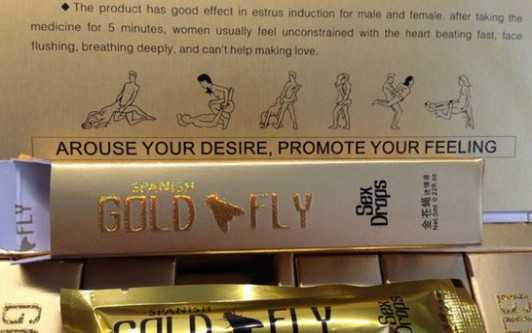 ◆ The product has good effect in estrus induction for male and female. after taking the
medicine for 5 minutes, women usually feel unconstrained with the heart beating fast, face
flushing, breathing deeply, and can't help making love.
AROUSE YOUR DESIRE, PROMOTE YOUR FEELING
FLY
SPANISH
GOLD FLY
Sex
Drops
金苍蝇
SPANISH
GOLD FLY
Sex
Drops